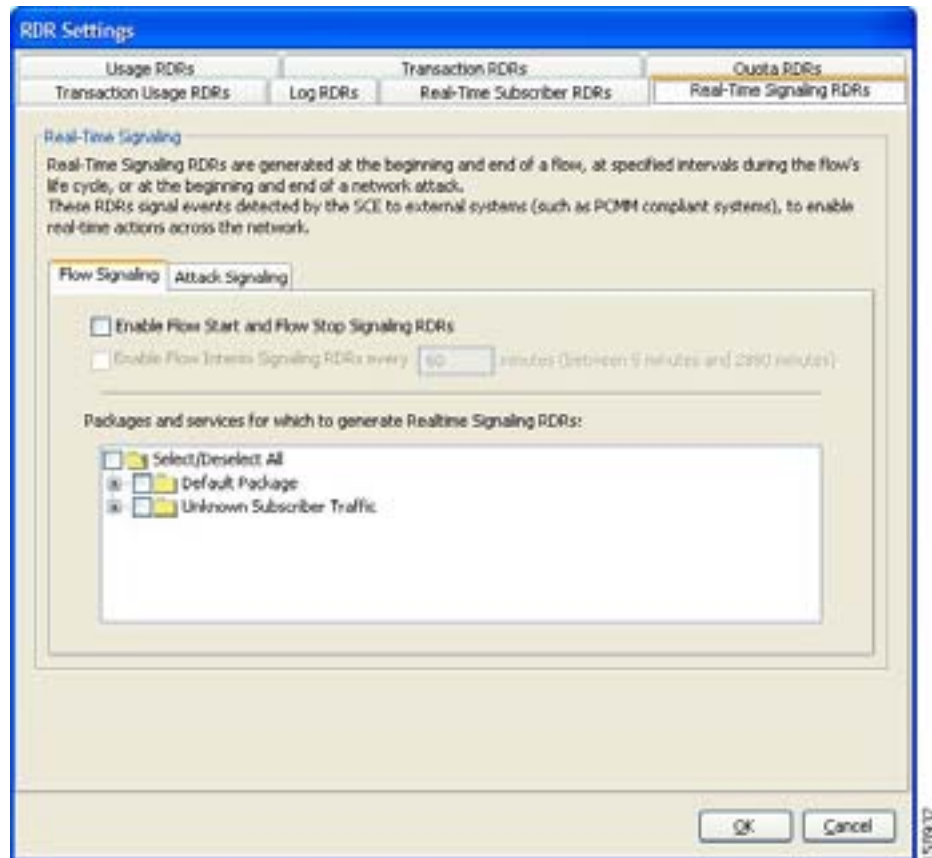 RDR Settings
Usage RDRs Transaction RDRs Quota RDRs
Transaction Usage RDRs Log RDRs Real-Time Subscriber RDRs Real-Time Signaling RDRs
Real-Time Signaling
Real-Time Signaling RDRs are generated at the beginning and end of a flow, at specified intervals during the flow's
life cycle, or at the beginning and end of a network attack.
These RDRs signal events detected by the SCE to external systems (such as PCMM compliant systems), to enable
real-time actions across the network.
Flow Signaling Attack Signaling
Enable Flow Start and Flow Stop Signaling RDRs
Enable Flow Interim Signaling RDRs every 60 minutes (between 5 minutes and minutes)
Packages and services for which to generate Realtime Signaling RDRs:
Select/Deselect All
Default Package
Unknown Subscriber Traffic
OK Cancel